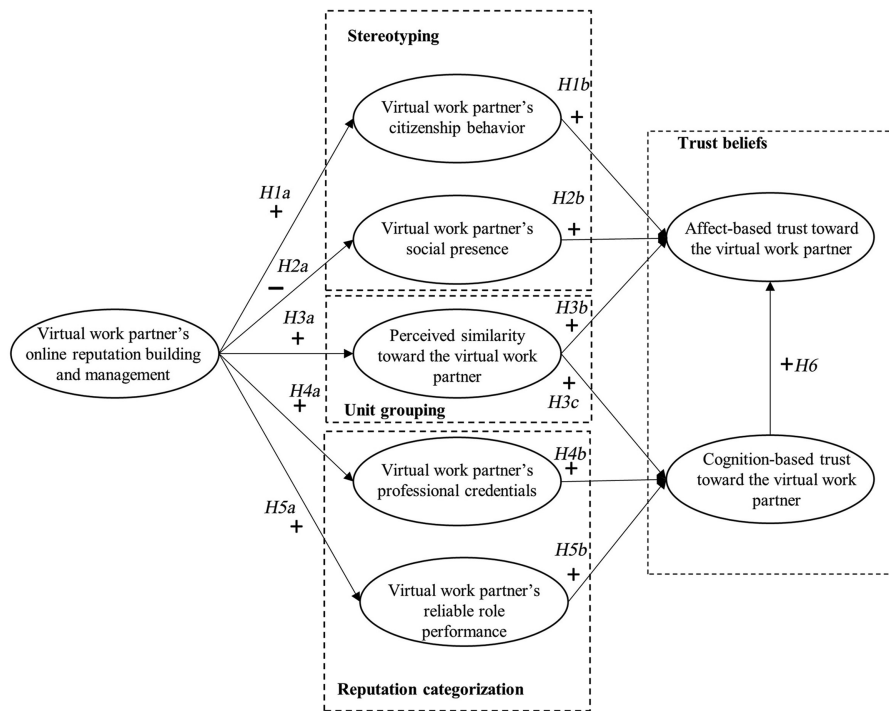 Stereotyping
Virtual work partner's
citizenship behavior
H1b
+
Trust beliefs
H1a
+
Virtual work partner's
social presence
H2b
+
Affect-based trust toward
the virtual work partner
H2a
−
H3a
+
Virtual work partner's
online reputation building
and management
Perceived similarity
toward the virtual work
partner
H3b
+
+
H3c
+H6
Unit grouping
H4a
+
Virtual work partner's
professional credentials
H4b
+
Cognition-based trust
toward the virtual work
partner
H5a
+
Virtual work partner's
reliable role
performance
H5b
+
Reputation categorization